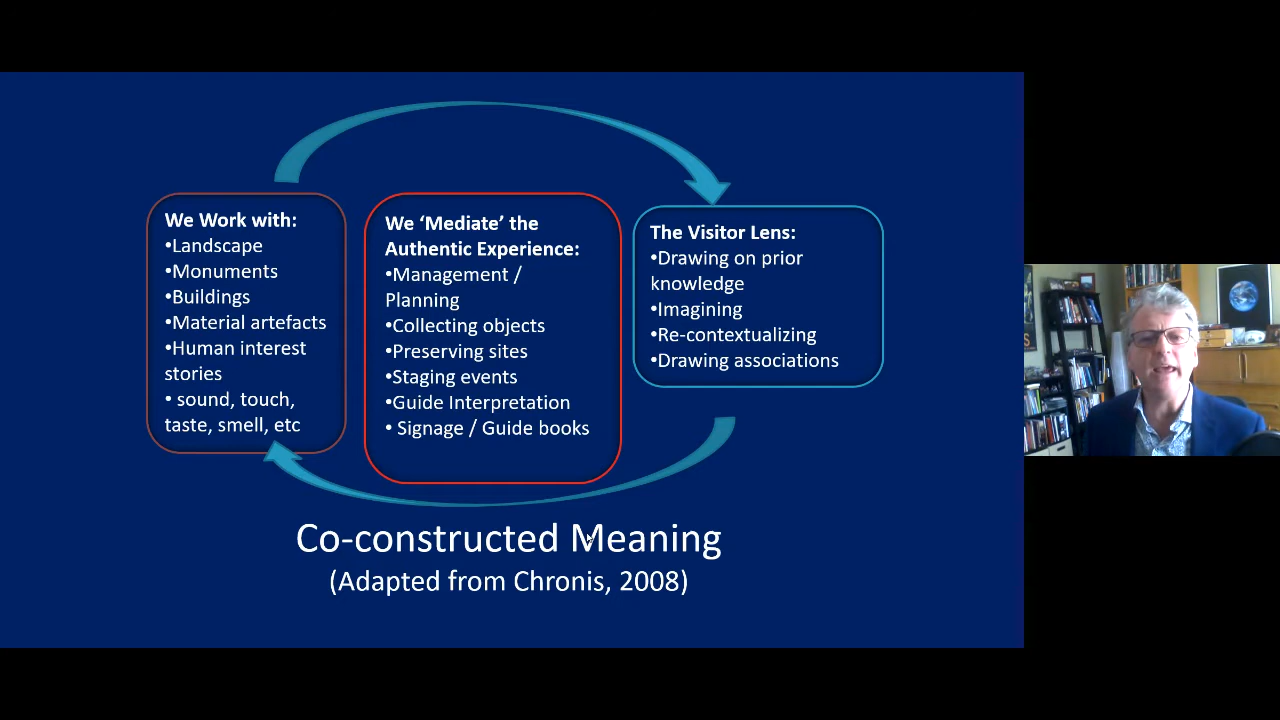 We Work with:
•Landscape
•Monuments
•Buildings
•Material artefacts
•Human interest
stories
• sound, touch,
taste, smell, etc
We ‘Mediate’ the
Authentic Experience:
•Management /
Planning
•Collecting objects
•Preserving sites
•Staging events
•Guide Interpretation
• Signage / Guide books
The Visitor Lens:
•Drawing on prior
knowledge
•Imagining
•Re-contextualizing
•Drawing associations
Co-constructed Meaning
(Adapted from Chronis, 2008)